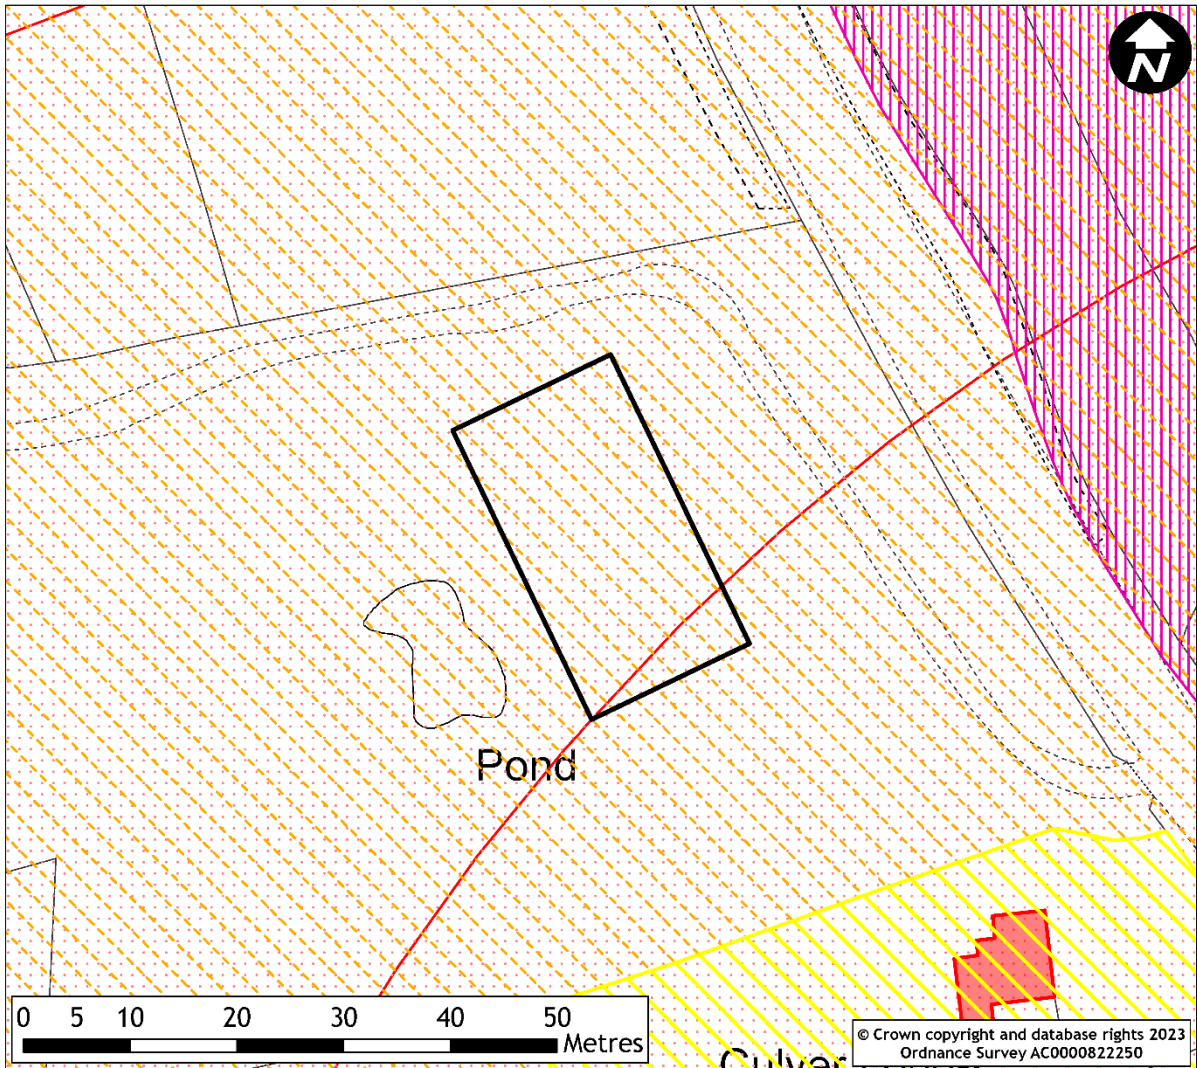 N
Pond
0 5 10 20 30 40 50 Metres
© Crown copyright and database rights 2023
Ordnance Survey AC0000822250